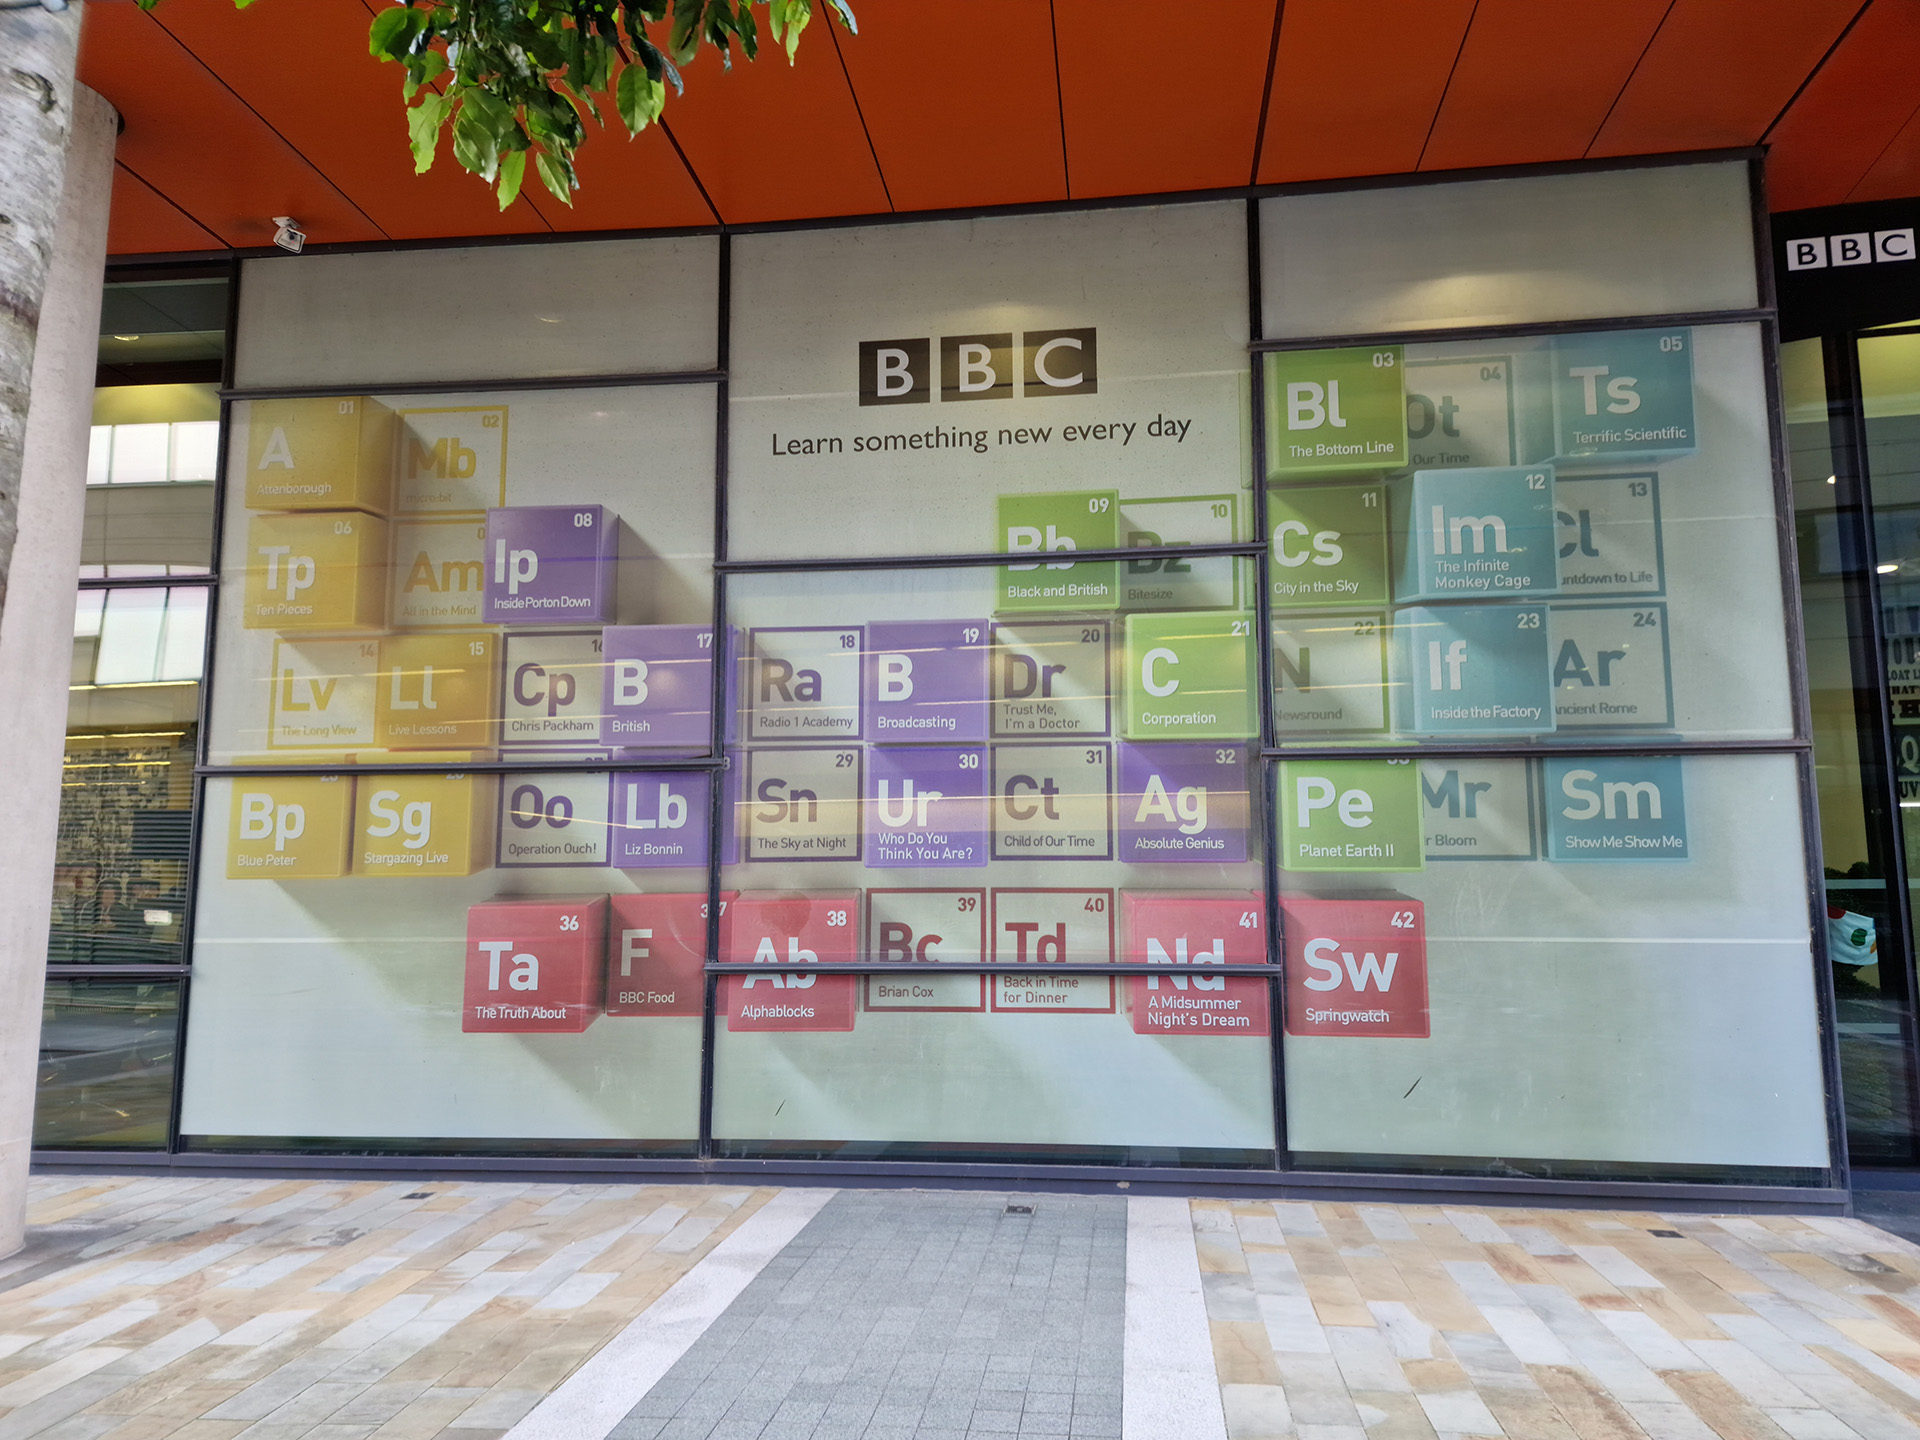 BBC
BBC
Learn something new every day
01
A
Attenborough
02
Mb
micro:bit
03
Bl
The Bottom Line
04
Ot
Our Time
05
Ts
Terrific Scientific
06
Tp
Ten Pieces
Am
All in the Mind
08
Ip
Inside Porton Down
09
Bb
Black and British
10
Bz
Bitesize
11
Cs
City in the Sky
12
Im
The Infinite
Monkey Cage
13
Cl
ntdown to Life
14
Lv
The Long View
15
Ll
Live Lessons
16
Cp
Chris Packham
17
B
British
18
Ra
Radio 1 Academy
19
B
Broadcasting
20
Dr
Trust Me,
I'm a Doctor
21
C
Corporation
22
N
Newsround
23
If
Inside the Factory
24
Ar
Ancient Rome
Bp
Blue Peter
Sg
Stargazing Live
Oo
Operation Ouch!
Lb
Liz Bonnin
29
Sn
The Sky at Night
30
Ur
Who Do You
Think You Are?
31
Ct
Child of Our Time
32
Ag
Absolute Genius
Pe
Planet Earth II
Mr
r Bloom
Sm
Show Me Show Me
36
Ta
The Truth About
37
F
BBC Food
38
Ab
Alphablocks
39
Bc
Brian Cox
40
Td
Back in Time
for Dinner
41
Nd
A Midsummer
Night's Dream
42
Sw
Springwatch